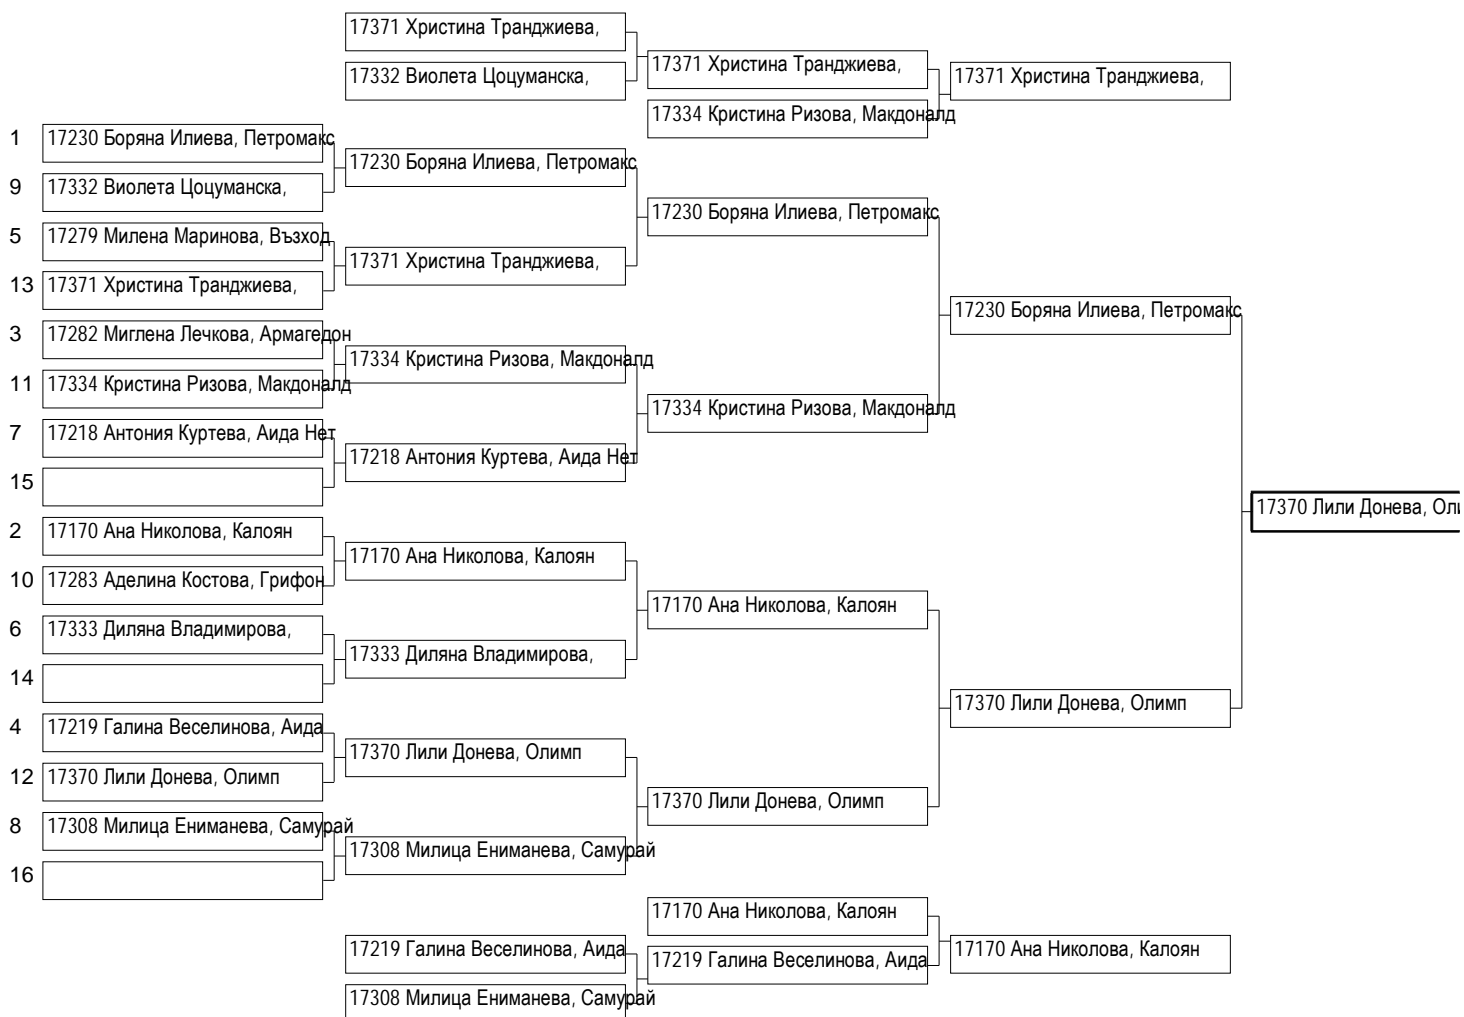 17371 Христина Транджиева,
17332 Виолета Цоцуманска,
17371 Христина Транджиева,
17334 Кристина Ризова, Макдоналд
17371 Христина Транджиева,
1 17230 Боряна Илиева, Петромакс
9 17332 Виолета Цоцуманска,
5 17279 Милена Маринова, Възход
13 17371 Христина Транджиева,
3 17282 Миглена Лечкова, Армагедон
11 17334 Кристина Ризова, Макдоналд
7 17218 Антония Куртева, Аида Нет
15
2 17170 Ана Николова, Калоян
10 17283 Аделина Костова, Грифон
6 17333 Диляна Владимирова,
14
4 17219 Галина Веселинова, Аида
12 17370 Лили Донева, Олимп
8 17308 Милица Ениманева, Самурай
16
17230 Боряна Илиева, Петромакс
17371 Христина Транджиева,
17334 Кристина Ризова, Макдоналд
17218 Антония Куртева, Аида Нет
17170 Ана Николова, Калоян
17333 Диляна Владимирова,
17370 Лили Донева, Олимп
17308 Милица Ениманева, Самурай
17230 Боряна Илиева, Петромакс
17334 Кристина Ризова, Макдоналд
17170 Ана Николова, Калоян
17370 Лили Донева, Олимп
17230 Боряна Илиева, Петромакс
17370 Лили Донева, Олимп
17370 Лили Донева,
17219 Галина Веселинова, Аида
17308 Милица Ениманева, Самурай
17170 Ана Николова, Калоян
17219 Галина Веселинова, Аида
17170 Ана Николова, Калоян